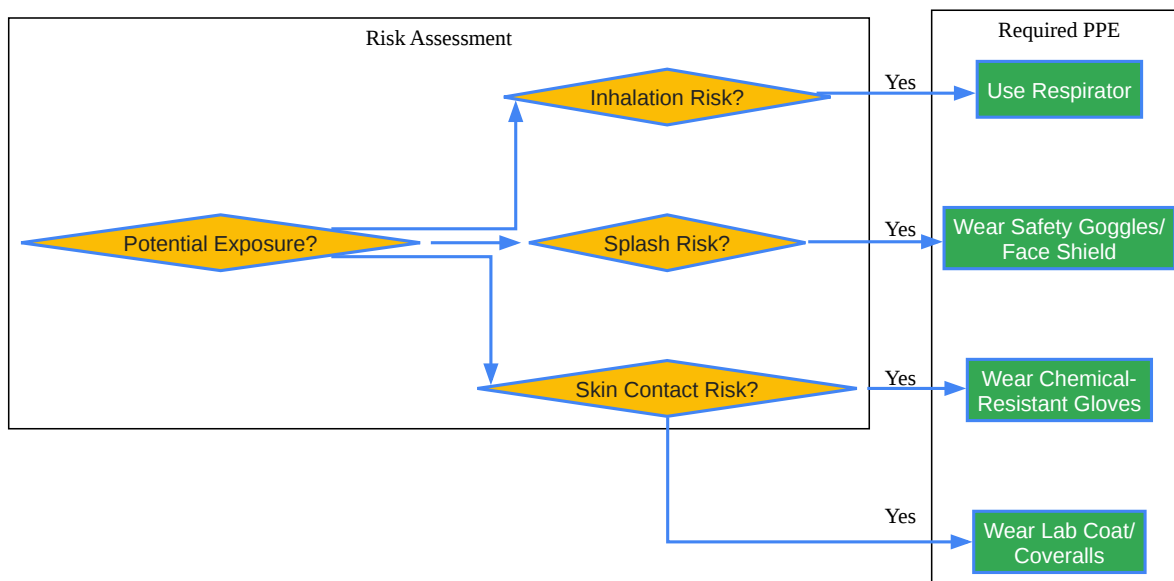 Risk Assessment
Required PPE
Inhalation Risk?
Yes
Use Respirator
Potential Exposure?
Splash Risk?
Yes
Wear Safety Goggles/
Face Shield
Skin Contact Risk?
Yes
Wear Chemical-
Resistant Gloves
Yes
Wear Lab Coat/
Coveralls